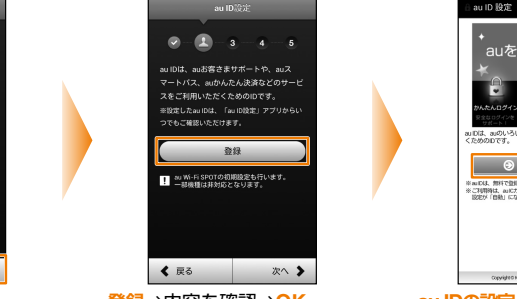 au ID設定
3 4 5
au IDは、auお客さまサポートや、auス
マートパス、auかんたん決済などのサービ
スをご利用いただくためのIDです。
※設定したau IDは、「au ID設定」アプリからい
つでもご確認いただけます。
登録
au Wi-Fi SPOTの初期設定も行います。
一部機種は非対応となります。
戻る
次へ
登録→内容を確認→OK
au ID 設定
auを
かんたんログイン
au IDは、auのいろい
くためのIDです。
※au IDは、無料で登録
※ご利用時は、auICカ
設定が「自動」にな
Copyright©
au IDの設定